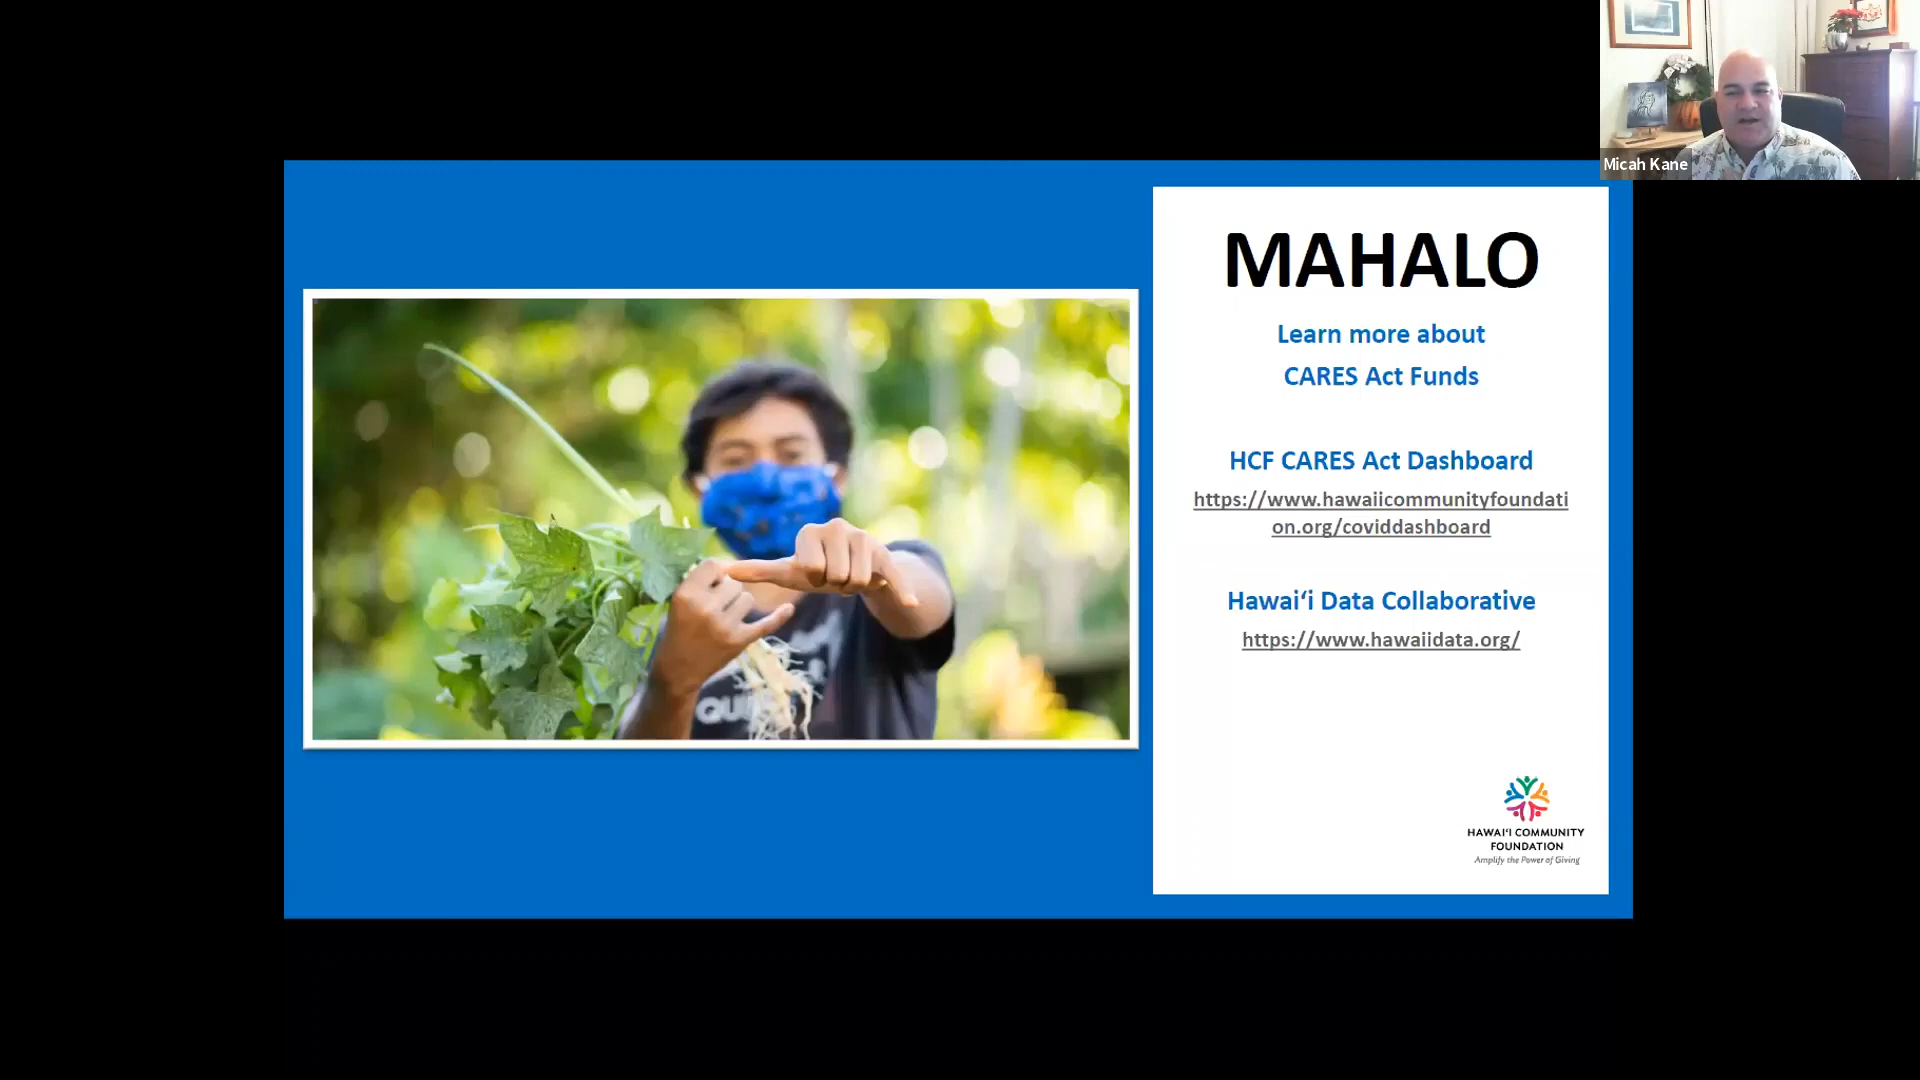 Micah Kane
MAHALO
Learn more about
CARES Act Funds
HCF CARES Act Dashboard
https://www.hawaiicommunityfoundati
on.org/coviddashboard
Hawaiʻi Data Collaborative
https://www.hawaiidata.org/
HAWAIʻI COMMUNITY
FOUNDATION
Amplify the Power of Giving